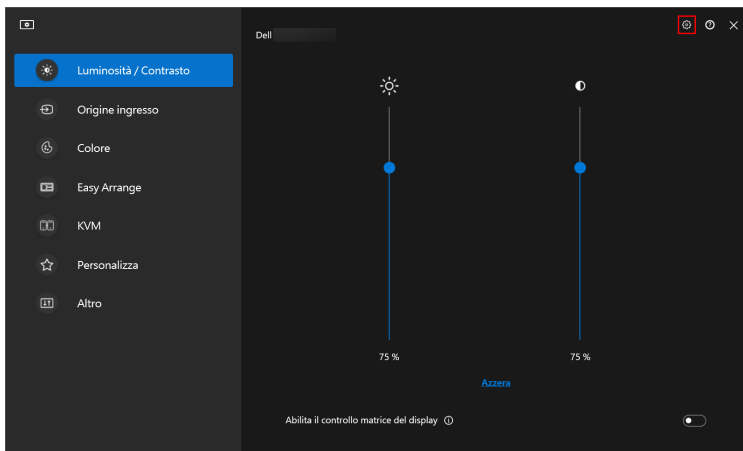 Dell
Luminosità / Contrasto
Origine ingresso
Colore
Easy Arrange
KVM
Personalizza
Altro
75 %
75 %
Azzera
Abilita il controllo matrice del display